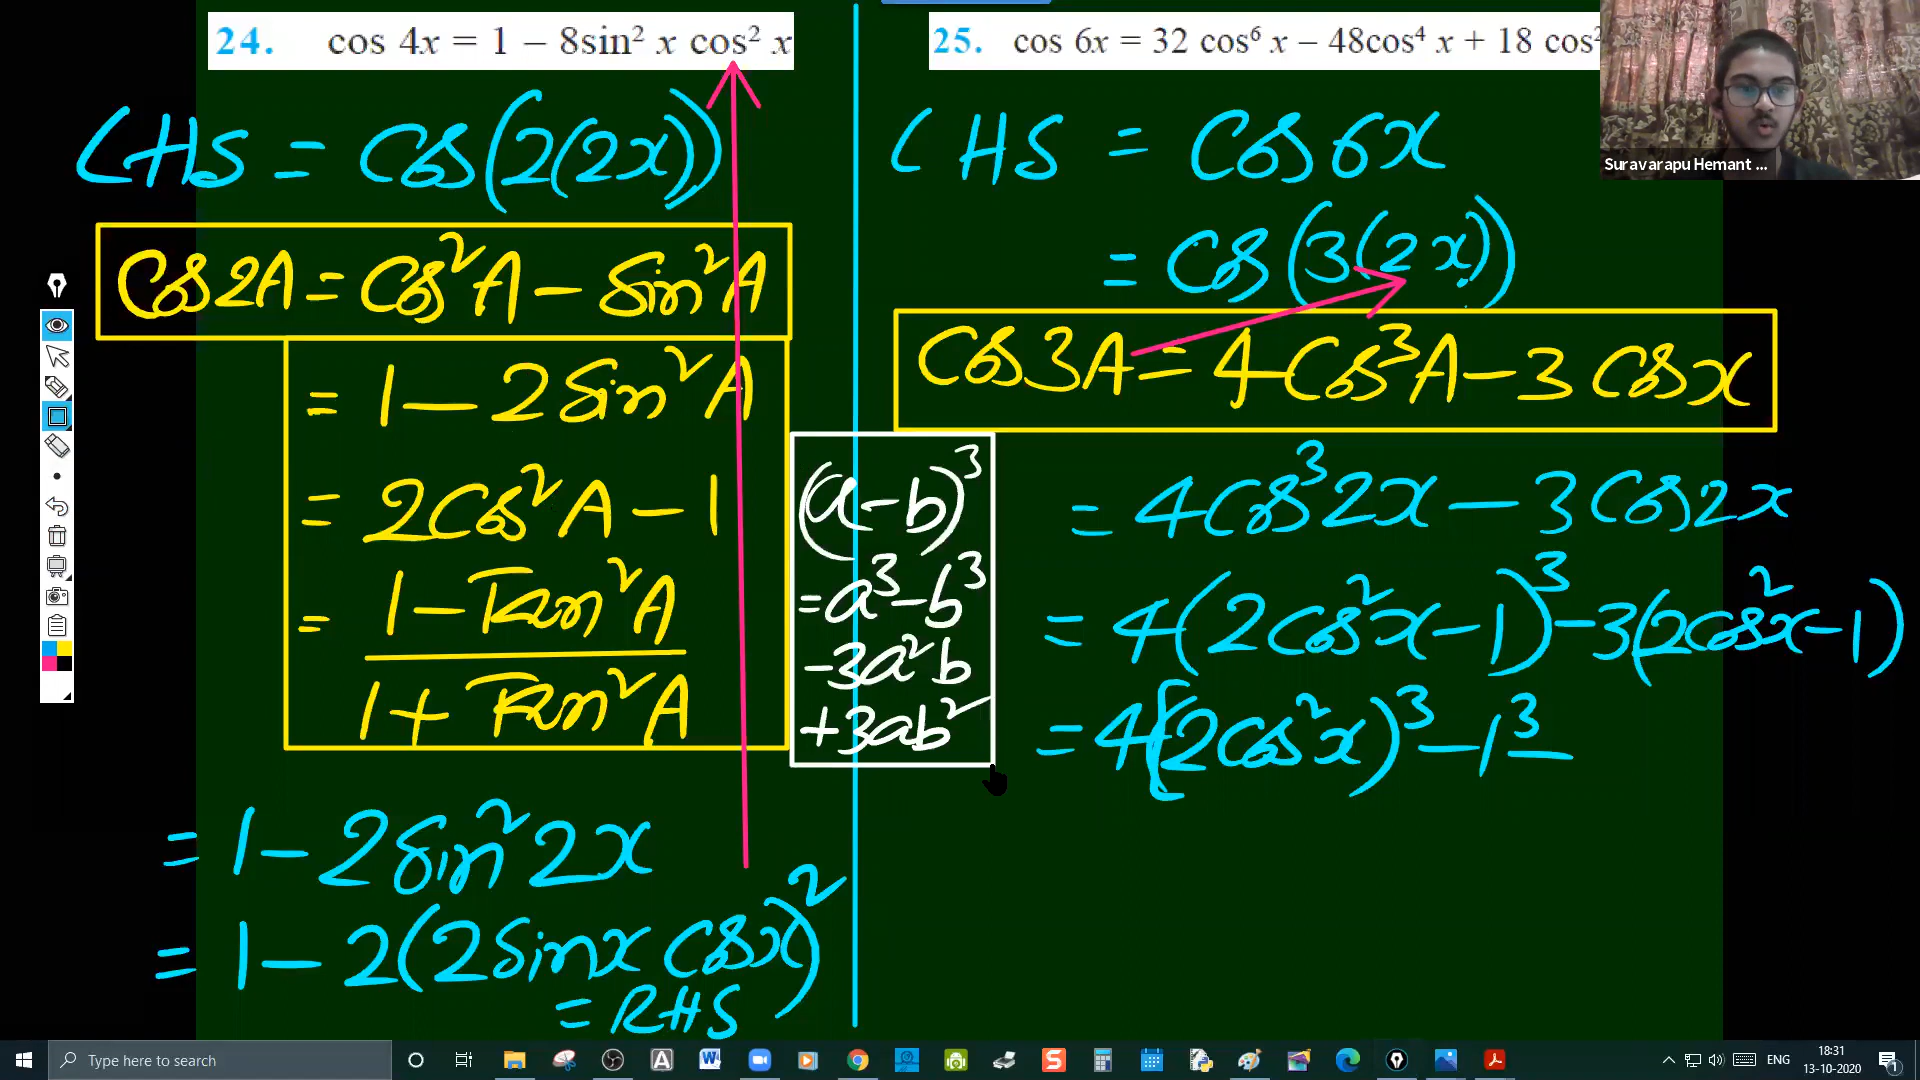 24. cos 4x = 1 – 8sin² x cos² x
LHS = Cos(2(2x))
Cos2A = Cos²A – Sin²A
= 1 – 2Sin²A
= 2Cos²A – 1
= 1 – Tan²A
1 + Tan²A
= 1 – 2Sin²2x
= 1 – 2(2Sinx Cosx)²
= RHS
(a–b)³
= a³–b³
–3a²b
+3ab²
25. cos 6x = 32 cos⁶ x – 48cos⁴ x + 18 cos²
LHS = Cos6x
= Cos(3(2x))
Cos3A = 4Cos³A – 3Cosx
= 4Cos³2x – 3Cos2x
= 4(2Cos²x–1)³ – 3(2Cos²x–1)
= 4{2Cos²x)³ – 1³ –
Suravarapu Hemant ...
Type here to search
ENG
18:31
13-10-2020